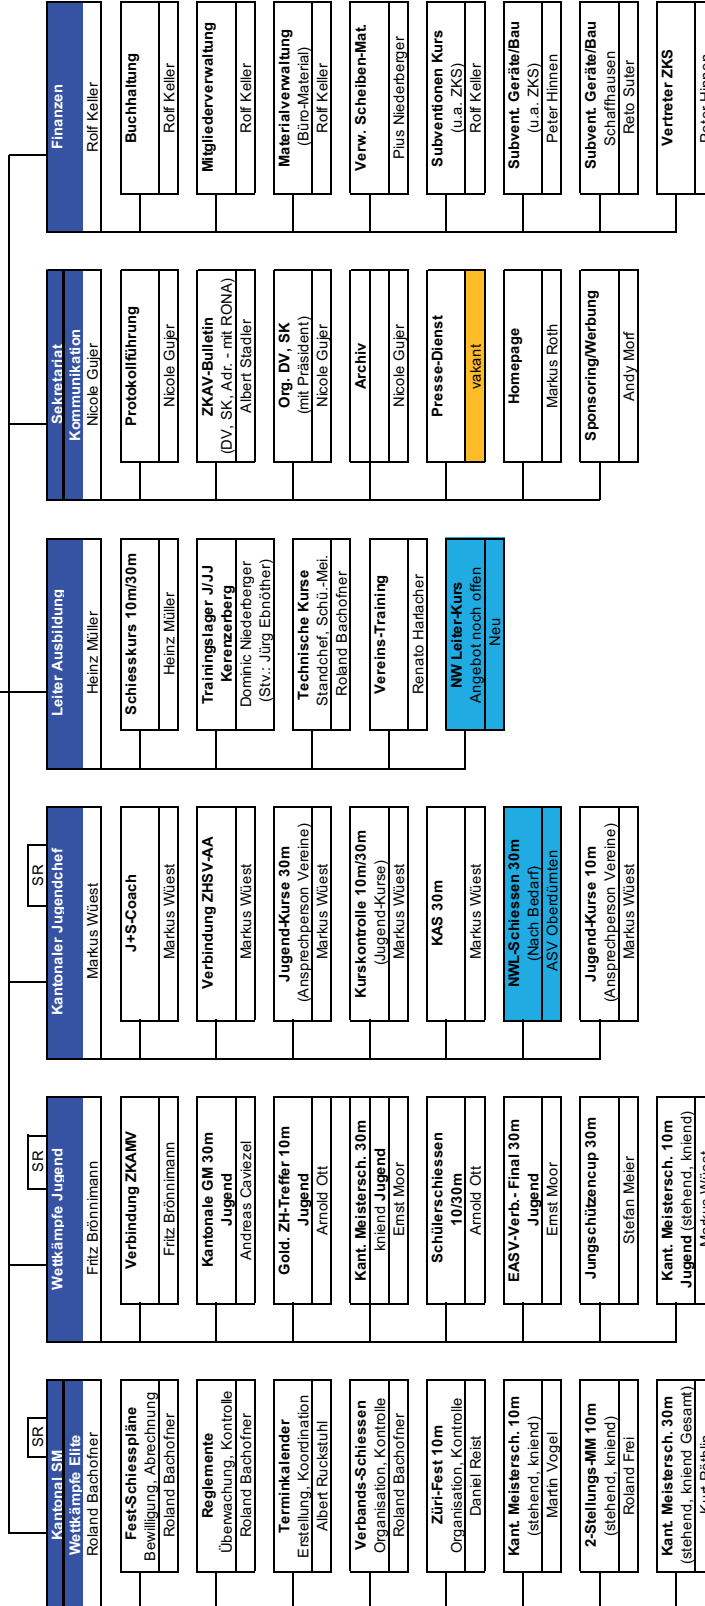 SR
Kantonal SM
Wettkämpfe Elite
Roland Bachofner
Fest-Schiesspläne
Bewilligung, Abrechnung
Roland Bachofner
Reglemente
Überwachung, Kontrolle
Roland Bachofner
Terminkalender
Erstellung, Koordination
Albert Ruckstuhl
Verbands-Schiessen
Organisation, Kontrolle
Roland Bachofner
Züri-Fest 10m
Organisation, Kontrolle
Daniel Reist
Kant. Meistersch. 10m
(stehend, kniend)
Martin Vogel
2-Stellungs-MM 10m
(stehend, kniend)
Roland Frei
Kant. Meistersch. 30m
(stehend, kniend Gesamt)
Kurt Röthlin
SR
Wettkämpfe Jugend
Fritz Brönnimann
Verbindung ZKAMV
Fritz Brönnimann
Kantonale GM 30m
Jugend
Andreas Caviezel
Gold. ZH-Treffer 10m
Jugend
Arnold Ott
Kant. Meistersch. 30m
kniend Jugend
Ernst Moor
Schülerschiessen
10/30m
Arnold Ott
EASV-Verb.- Final 30m
Jugend
Ernst Moor
Jungschützencup 30m
Stefan Meier
Kant. Meistersch. 10m
Jugend (stehend, kniend)
Markus Wüest
SR
Kantonaler Jugendchef
Markus Wüest
J+S-Coach
Markus Wüest
Verbindung ZHSV-AA
Markus Wüest
Jugend-Kurse 30m
(Ansprechperson Vereine)
Markus Wüest
Kurskontrolle 10m/30m
(Jugend-Kurse)
Markus Wüest
KAS 30m
Markus Wüest
NWL-Schiessen 30m
(Nach Bedarf)
ASV Oberdürnten
Jugend-Kurse 10m
(Ansprechperson Vereine)
Markus Wüest
Leiter Ausbildung
Heinz Müller
Schiesskurs 10m/30m
Heinz Müller
Trainingslager J/JJ
Kerenzerberg
Dominic Niederberger
(Stv.: Jürg Ebnöther)
Technische Kurse
Standchef, Schü.-Mei.
Roland Bachofner
Vereins-Training
Renato Harlacher
NW Leiter-Kurs
Angebot noch offen
Neu
Sekretariat
Kommunikation
Nicole Gujer
Protokollführung
Nicole Gujer
ZKAV-Bulletin
(DV, SK, Adr. - mit RONA)
Albert Stadler
Org. DV, SK
(mit Präsident)
Nicole Gujer
Archiv
Nicole Gujer
Presse-Dienst
vakant
Homepage
Markus Roth
Sponsoring/Werbung
Andy Morf
Finanzen
Rolf Keller
Buchhaltung
Rolf Keller
Mitgliederverwaltung
Rolf Keller
Materialverwaltung
(Büro-Material)
Rolf Keller
Verw. Scheiben-Mat.
Pius Niederberger
Subventionen Kurs
(u.a. ZKS)
Rolf Keller
Subvent. Geräte/Bau
(u.a. ZKS)
Peter Hinnen
Subvent. Geräte/Bau
Schaffhausen
Reto Suter
Vertreter ZKS
Peter Hinnen